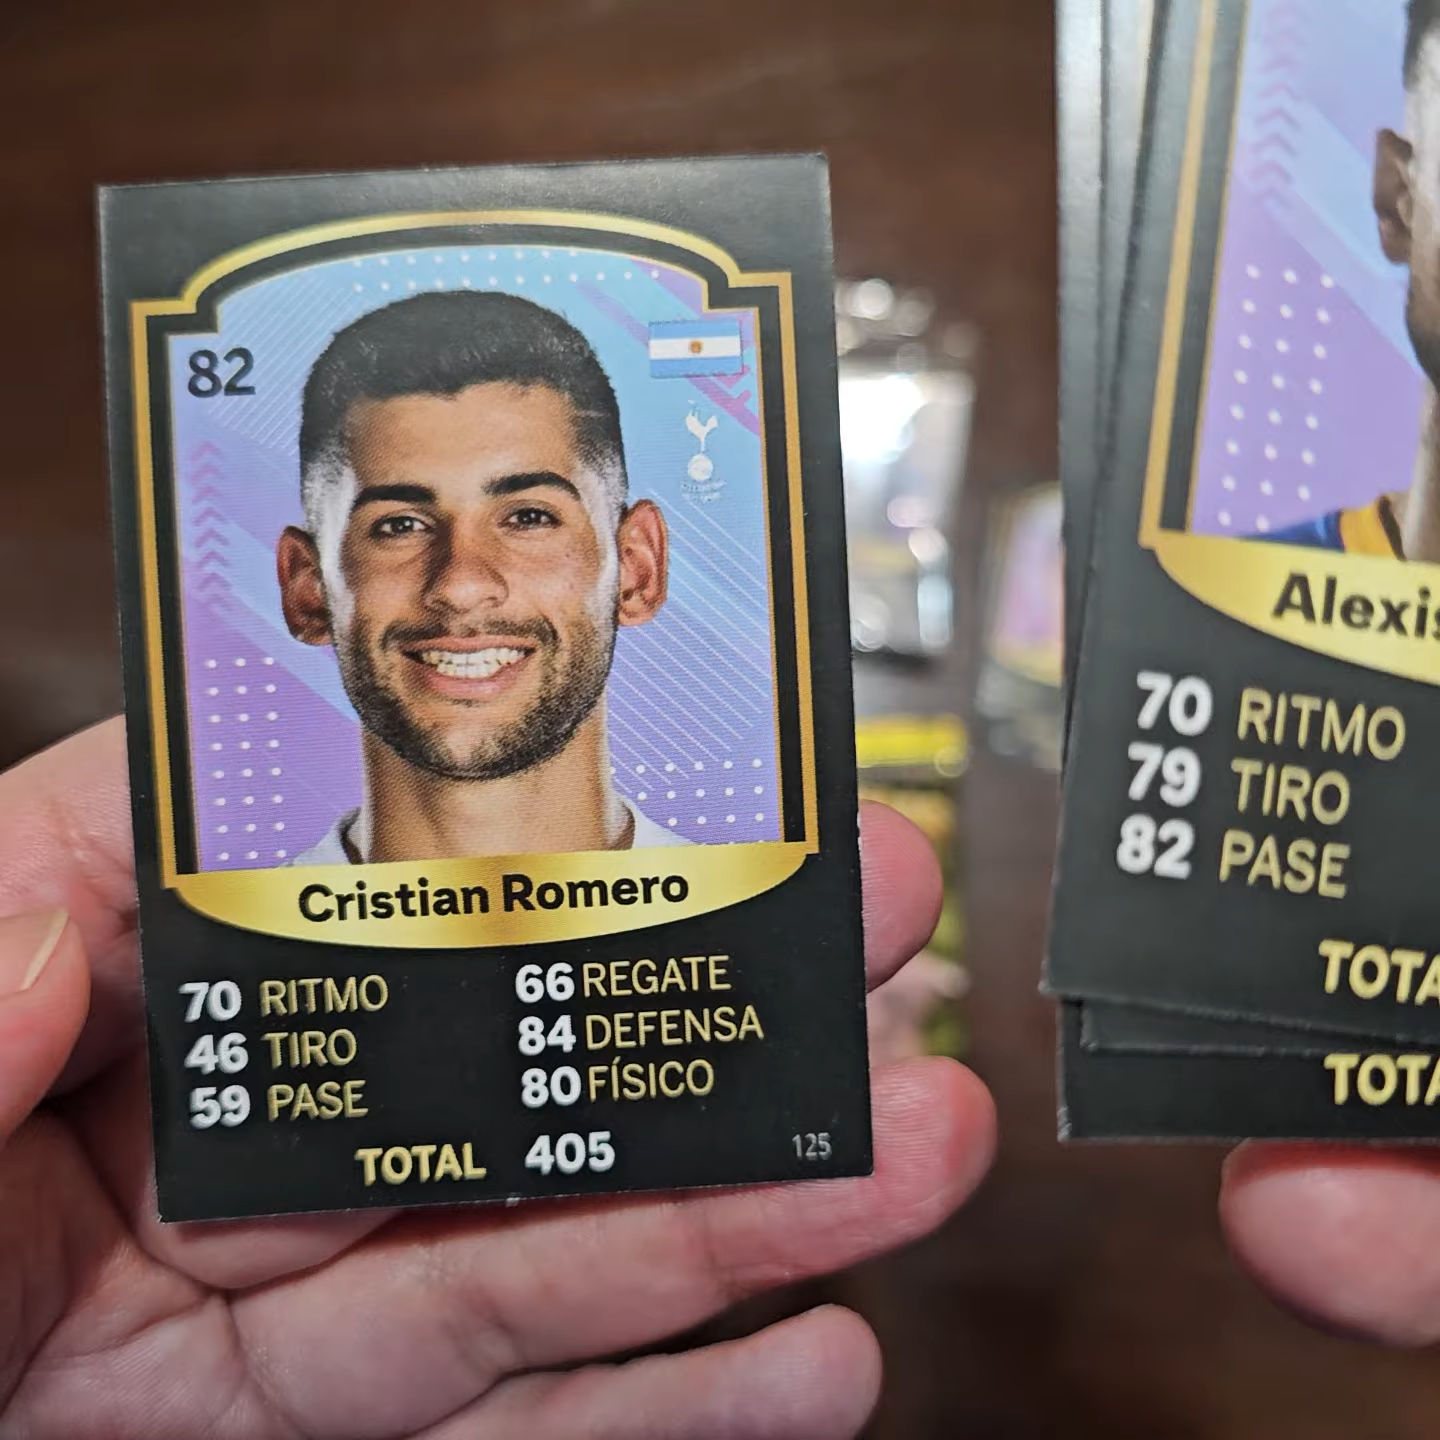 82
Cristian Romero
70 RITMO
46 TIRO
59 PASE
66 REGATE
84 DEFENSA
80 FÍSICO
TOTAL 405
125
Alexis
70 RITMO
79 TIRO
82 PASE